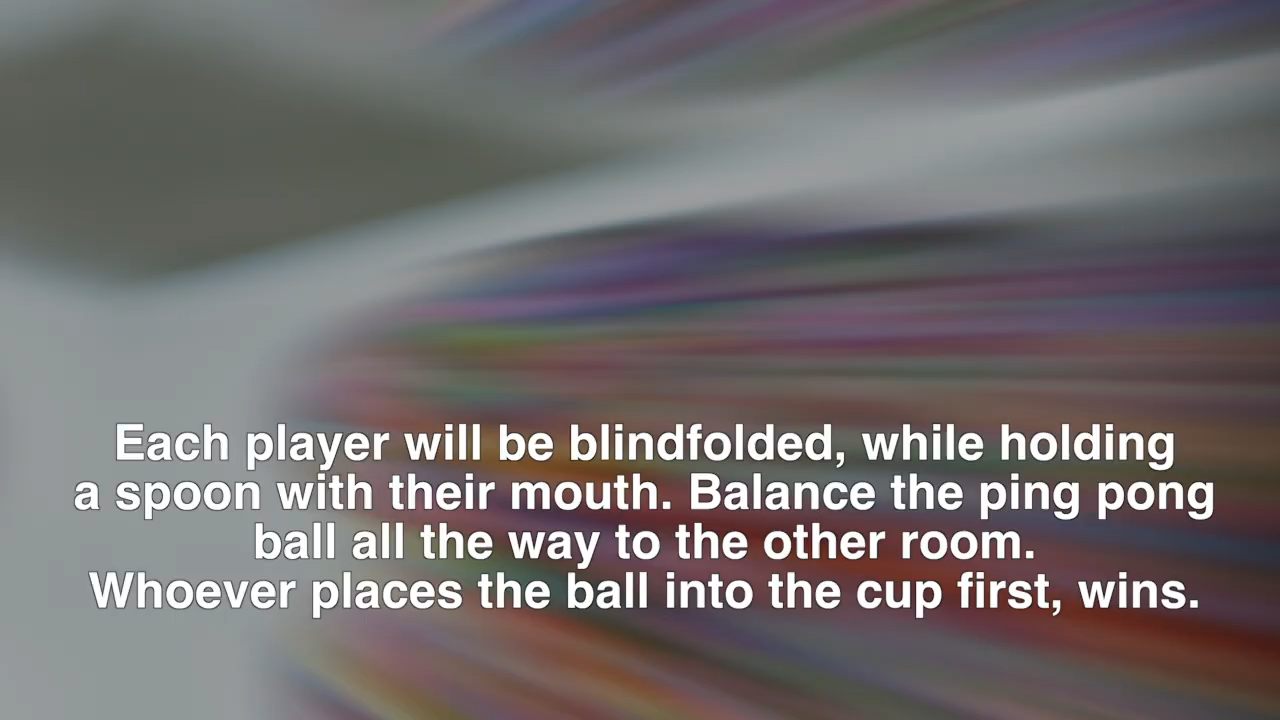 Each player will be blindfolded, while holding
a spoon with their mouth. Balance the ping pong
ball all the way to the other room.
Whoever places the ball into the cup first, wins.